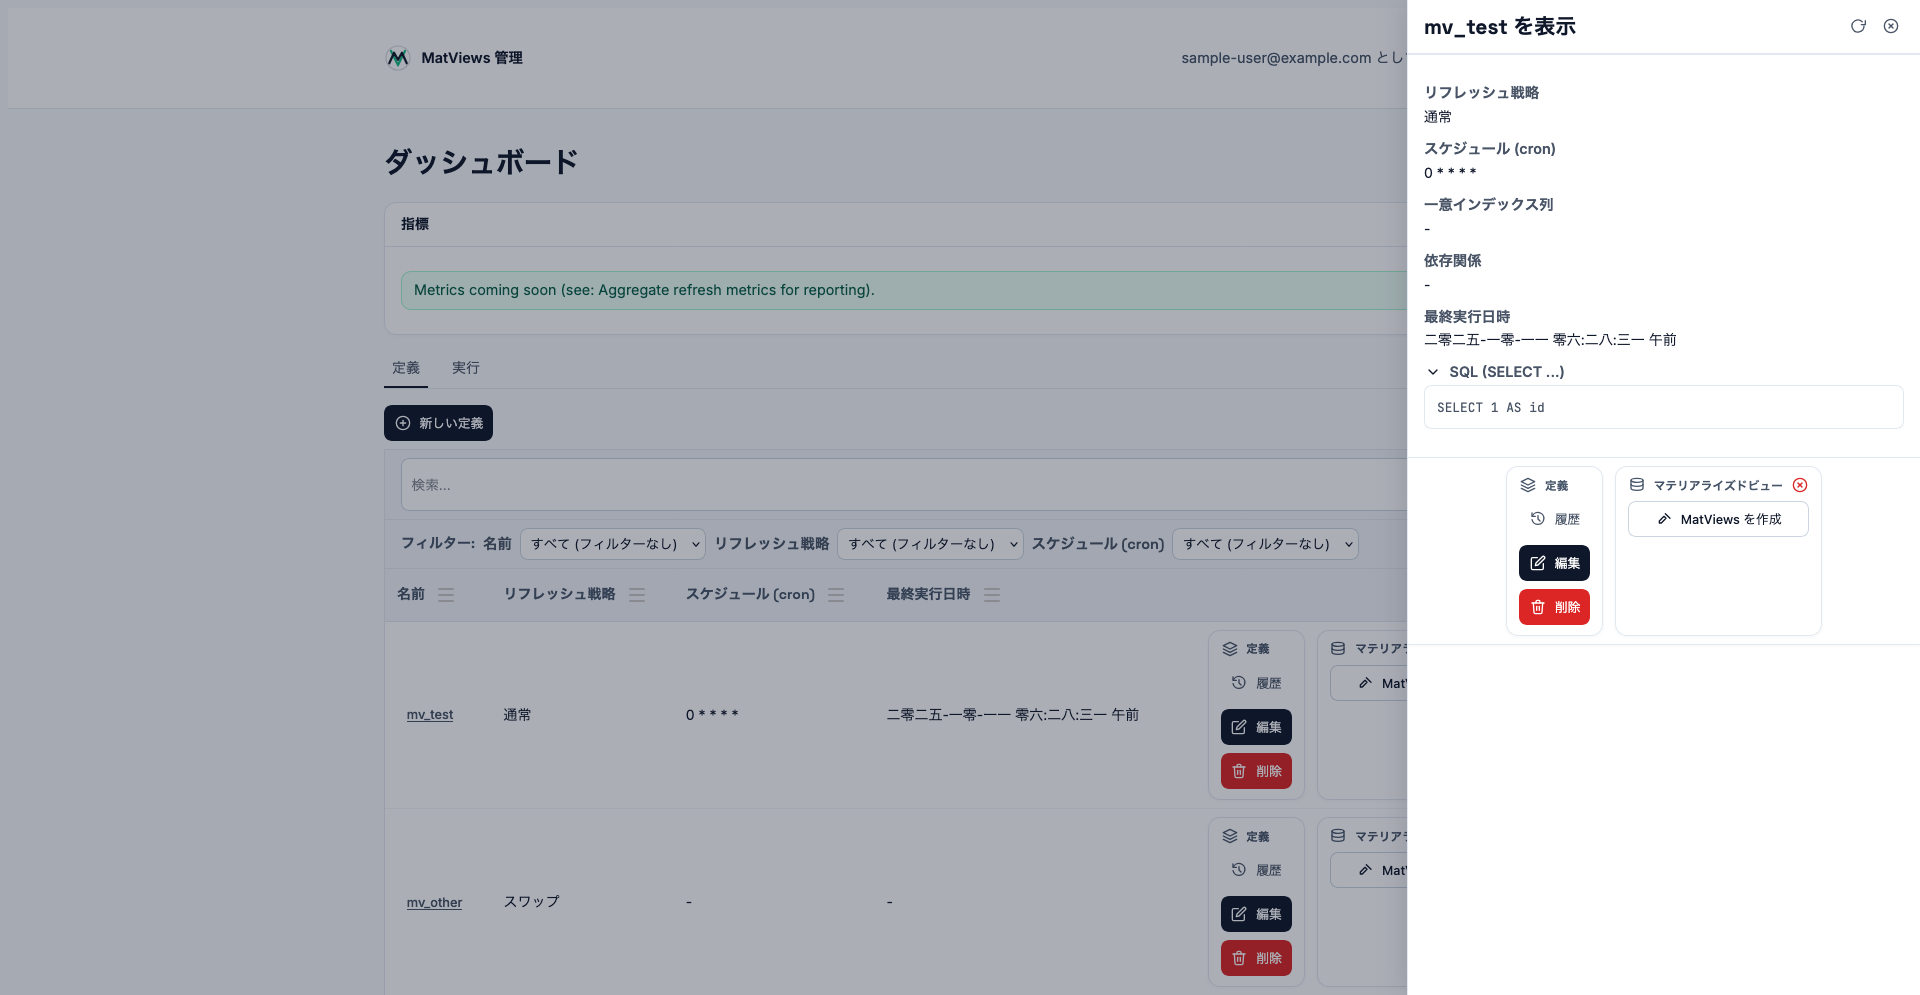 MatViews 管理
sample-user@example.com とし
ダッシュボード
指標
Metrics coming soon (see: Aggregate refresh metrics for reporting).
定義 実行
新しい定義
検索...
フィルター: 名前 すべて (フィルターなし) リフレッシュ戦略 すべて (フィルターなし) スケジュール (cron) すべて (フィルターなし)
名前 リフレッシュ戦略 スケジュール (cron) 最終実行日時
定義 マテリア
履歴 Mat
mv_test 通常 0 * * * * 二零二五-一零-一一 零六:二八:三一 午前
編集
削除
定義 マテリア
履歴 Mat
mv_other スワップ - -
編集
削除
mv_test を表示
リフレッシュ戦略
通常
スケジュール (cron)
0 * * * *
一意インデックス列
-
依存関係
-
最終実行日時
二零二五-一零-一一 零六:二八:三一 午前
SQL (SELECT ...)
SELECT 1 AS id
定義
履歴
編集
削除
マテリアライズドビュー
MatViews を作成